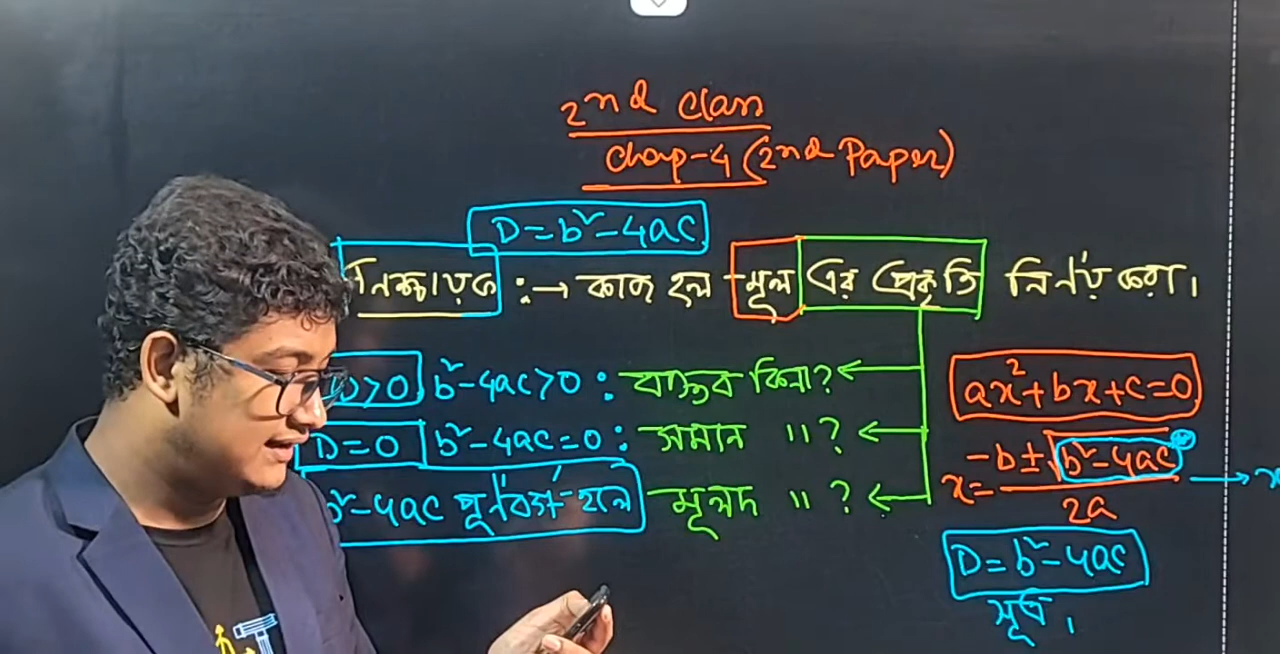 2nd class
Chap-4 (2nd Paper)
D=b²-4ac
নিশ্চায়ক :→ কাজ হল মূল এর প্রকৃতি নির্ণয় করা।
D>0 b²-4ac>0 : বাস্তব কিনা?
D=0 b²-4ac=0 : সমান "?
b²-4ac পূর্ণবর্গ হলে মূলদ "?
ax²+bx+c=0
x= -b±√b²-4ac / 2a →
D=b²-4ac
সূত্র।